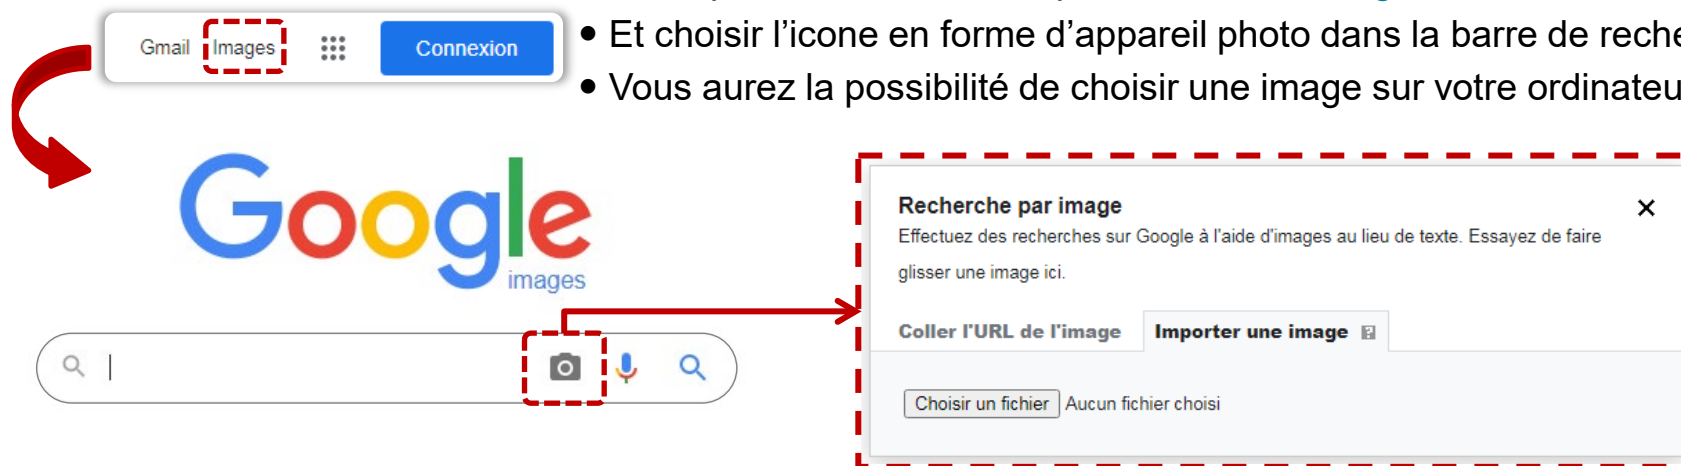 Gmail Images Connexion
• Et choisir l’icone en forme d’appareil photo dans la barre de
• Vous aurez la possibilité de choisir une image sur votre
Google
images
Recherche par image
Effectuez des recherches sur Google à l'aide d'images au lieu de texte. Essayez de faire
glisser une image ici.
Coller l'URL de l'image Importer une image ?
Choisir un fichier Aucun fichier choisi